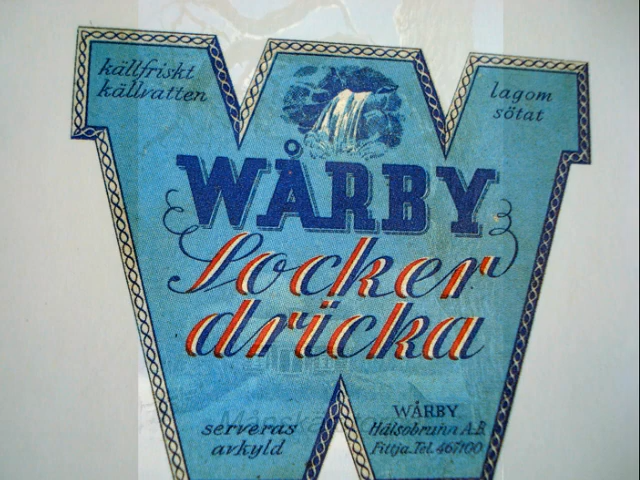 källfriskt
källvatten
lagom
sötat
WÅRBY
Socker
dricka
serveras
avkyld
WÅRBY
Hälsobrunn A.B.
Fittja. Tel. 467100